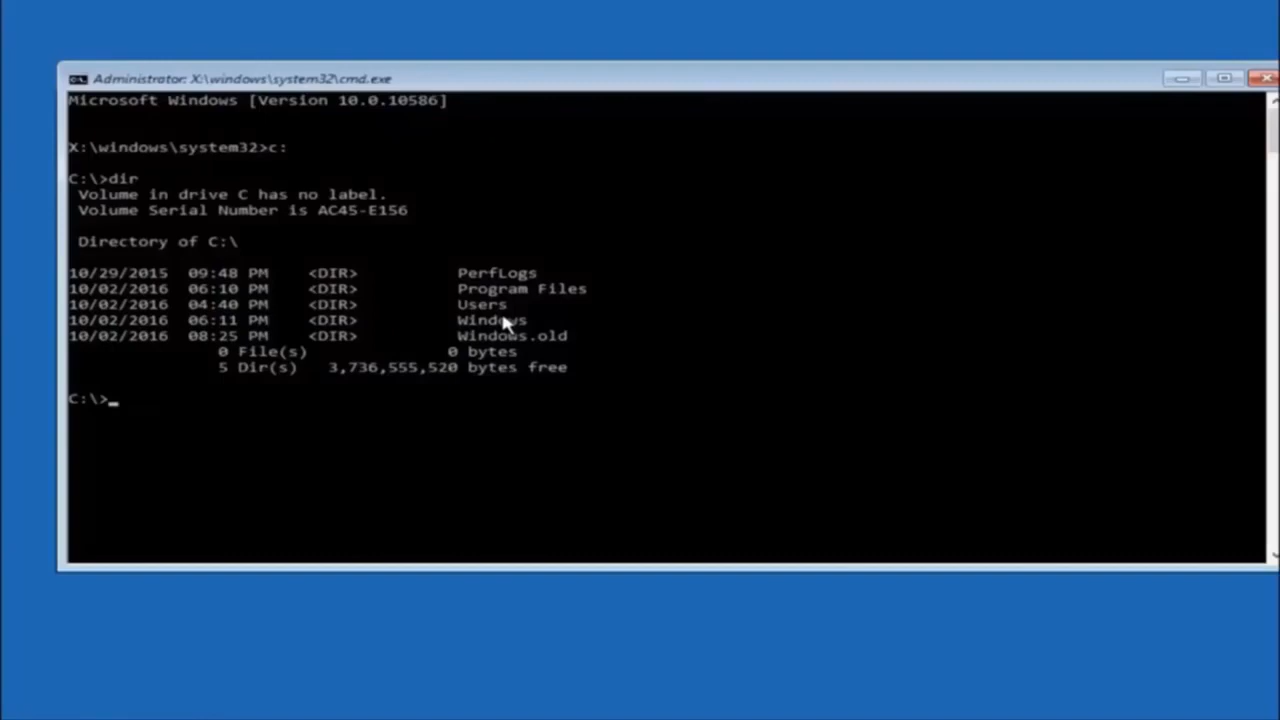 Administrator: X:\windows\system32\cmd.exe
Microsoft Windows [Version 10.0.10586]
X:\windows\system32>c:
C:\>dir
Volume in drive C has no label.
Volume Serial Number is AC45-E156
Directory of C:\
10/29/2015 09:48 PM <DIR> PerfLogs
10/02/2016 06:10 PM <DIR> Program Files
10/02/2016 04:40 PM <DIR> Users
10/02/2016 06:11 PM <DIR> Windows
10/02/2016 08:25 PM <DIR> Windows.old
0 File(s) 0 bytes
5 Dir(s) 3,736,555,520 bytes free
C:\>_